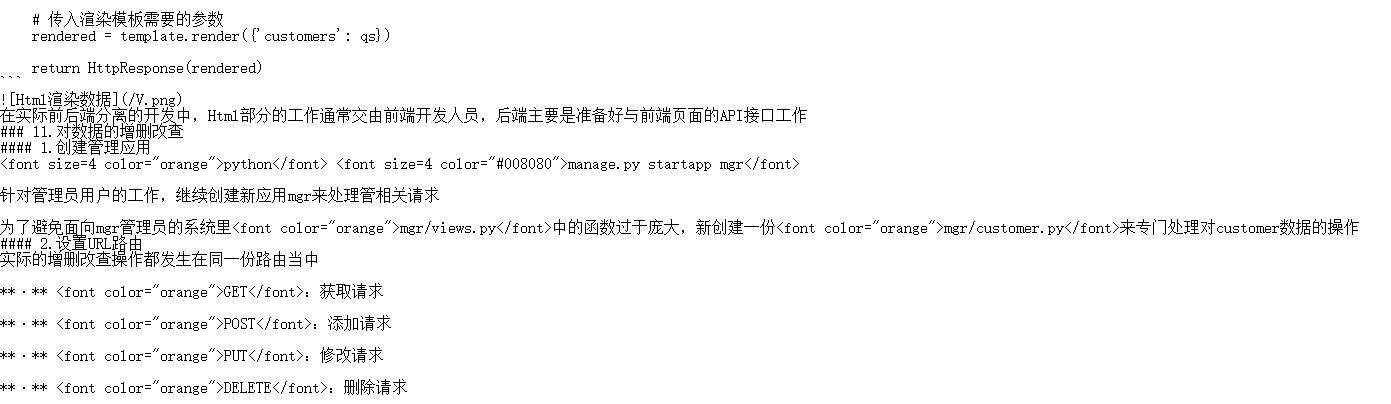 # 传入渲染模板需要的参数
rendered = template.render({'customers': qs})
return HttpResponse(rendered)
```
![Html渲染数据](/V.png)
在实际前后端分离的开发中，Html部分的工作通常交由前端开发人员，后端主要是准备好与前端页面的API接口工作
### 11.对数据的增删改查
#### 1.创建管理应用
<font size=4 color="orange">python</font> <font size=4 color="#008080">manage.py startapp mgr</font>
针对管理员用户的工作，继续创建新应用mgr来处理管相关请求
为了避免面向mgr管理员的系统里<font color="orange">mgr/views.py</font>中的函数过于庞大，新创建一份<font color="orange">mgr/customer.py</font>来专门处理对customer数据的操作
#### 2.设置URL路由
实际的增删改查操作都发生在同一份路由当中
**·** <font color="orange">GET</font>：获取请求
**·** <font color="orange">POST</font>：添加请求
**·** <font color="orange">PUT</font>：修改请求
**·** <font color="orange">DELETE</font>：删除请求